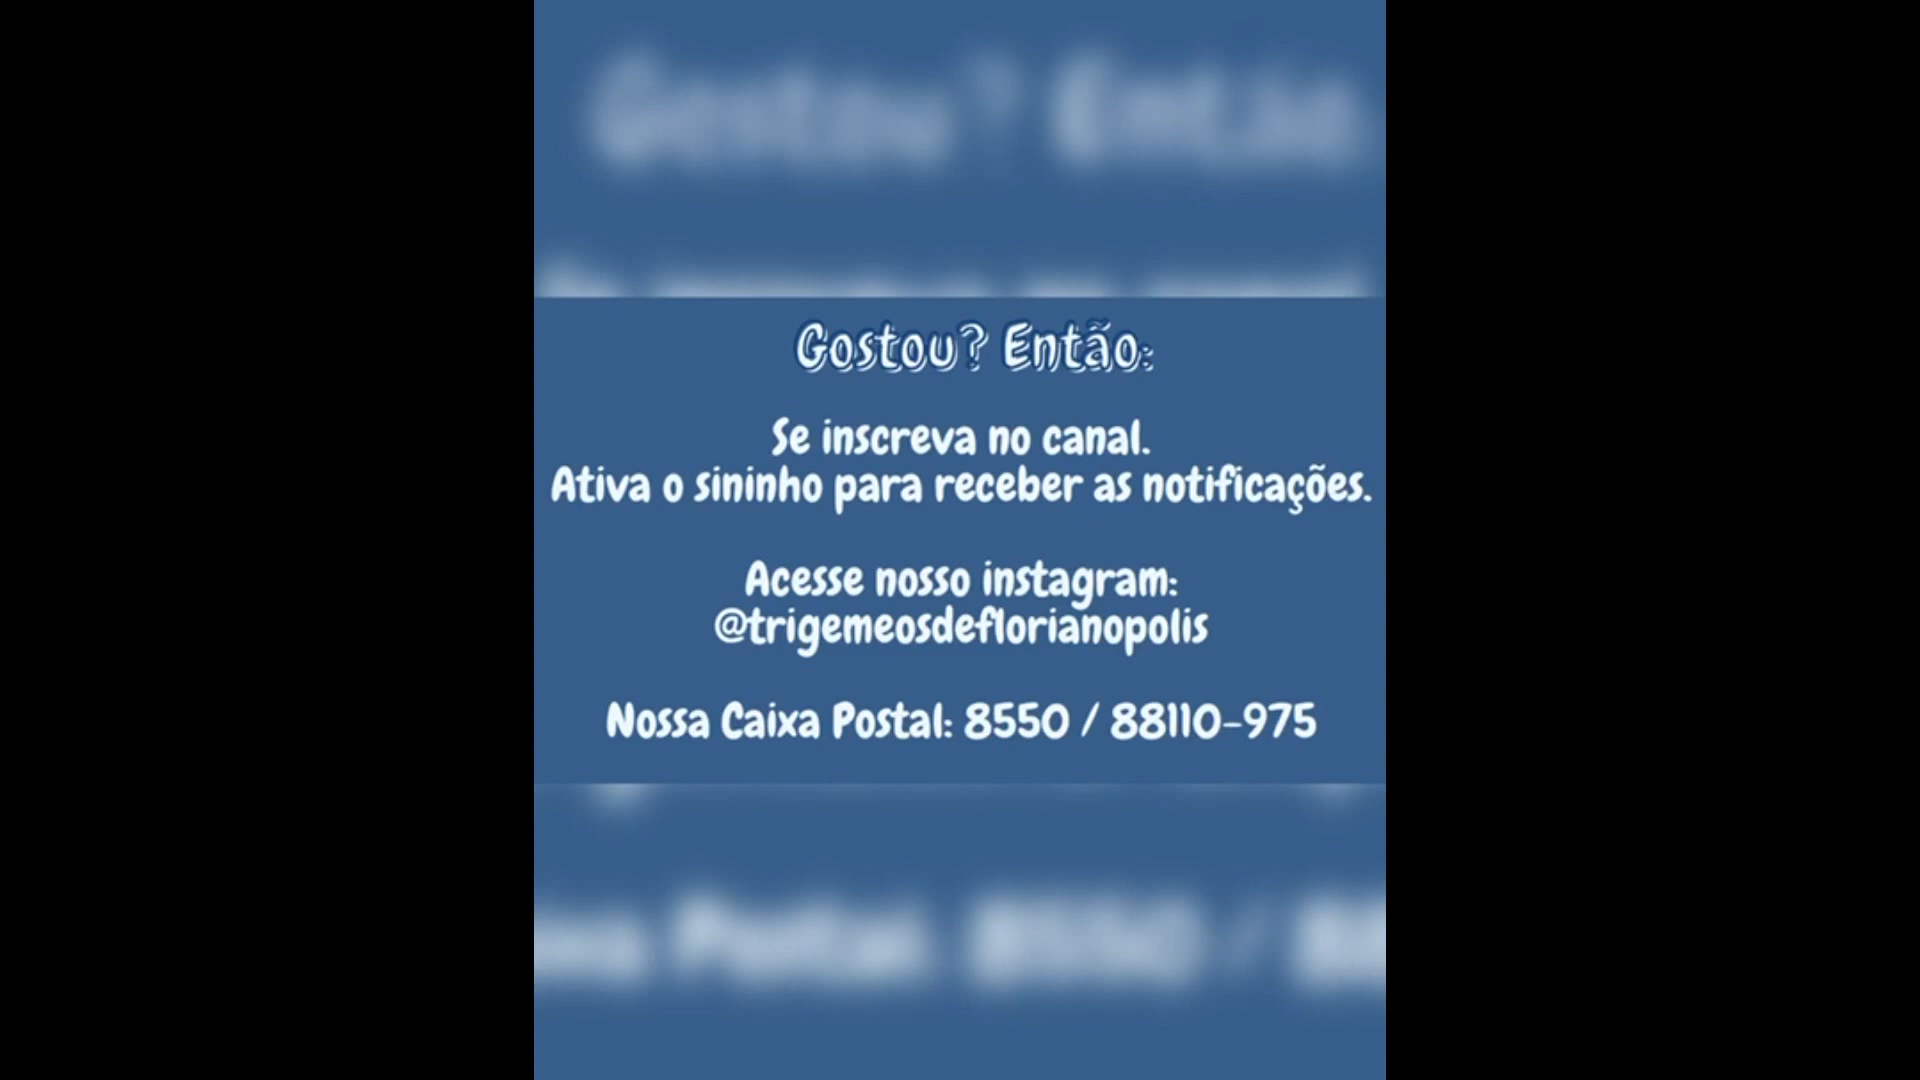 Gostou? Então:
Se inscreva no canal.
Ativa o sininho para receber as notificações.
Acesse nosso instagram:
@trigemeosdeflorianopolis
Nossa Caixa Postal: 8550 / 88110-975